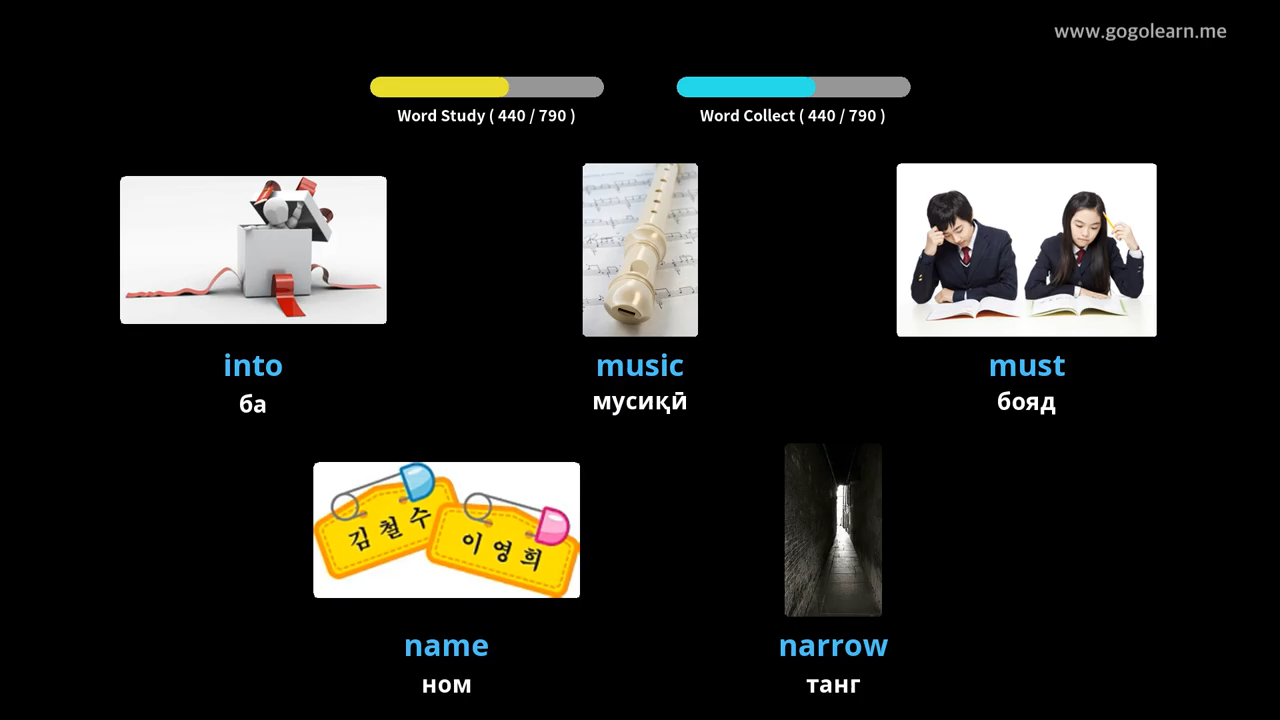 www.gogolearn.me
Word Study ( 440 / 790 )
Word Collect ( 440 / 790 )
into
ба
music
мусиқӣ
must
бояд
김철수
이영희
name
ном
narrow
танг